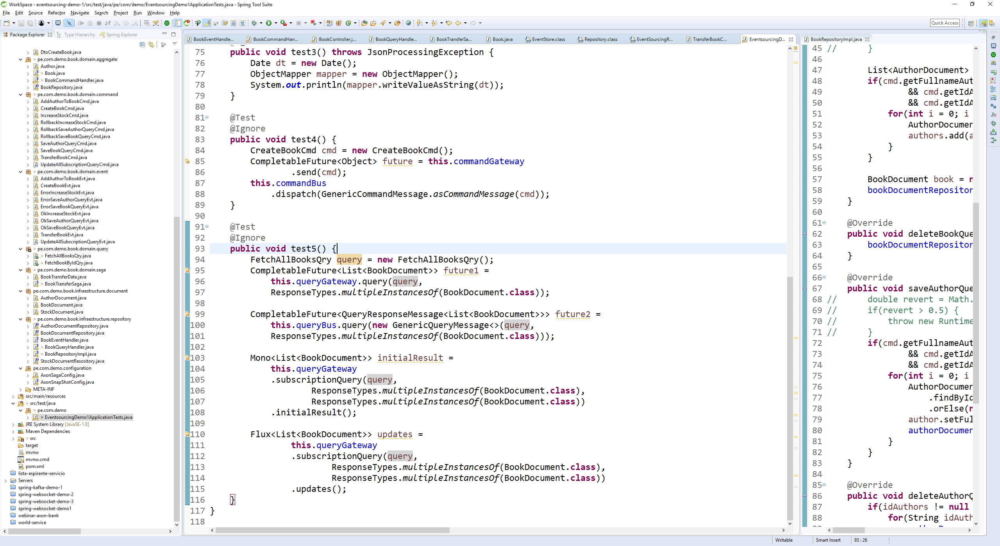 WorkSpace - eventsourcing-demo-1/src/test/java/pe/com/demo/EventsourcingDemo1ApplicationTests.java - Spring Tool Suite
File Edit Source Refactor Navigate Search Project Run Window Help
Quick Access
Package Explorer Type Hierarchy Spring Explorer
DtoCreateBook.java
> pe.com.demo.book.domain.aggregate
Author.java
> Book.java
> BookCommandHandler.java
BookRepository.java
> pe.com.demo.book.domain.command
AddAuthorToBookCmd.java
CreateBookCmd.java
IncreaseStockCmd.java
RollbackIncreaseStockCmd.java
RollbackSaveAuthorQueryCmd.java
RollbackSaveBookQueryCmd.java
SaveAuthorQueryCmd.java
SaveBookQueryCmd.java
TransferBookCmd.java
UpdateAllSubscriptionQueryCmd.java
> pe.com.demo.book.domain.event
AddAuthorToBookEvt.java
CreateBookEvt.java
ErrorIncreaseStockEvt.java
ErrorSaveAuthorQueryEvt.java
ErrorSaveBookQueryEvt.java
OkIncreaseStockEvt.java
OkSaveAuthorQueryEvt.java
OkSaveBookQueryEvt.java
TransferBookEvt.java
UpdateAllSubscriptionQueryEvt.java
> pe.com.demo.book.domain.query
> FetchAllBooksQry.java
> FetchBookByIdQry.java
> pe.com.demo.book.domain.saga
BookTransferData.java
> BookTransferSaga.java
pe.com.demo.book.infraestructure.document
AuthorDocument.java
BookDocument.java
StockDocument.java
> pe.com.demo.book.infraestructure.repository
AuthorDocumentRepository.java
BookDocumentRepository.java
BookEventHandler.java
> BookQueryHandler.java
> BookRepositoryImpl.java
StockDocumentResository.java
pe.com.demo.configuration
AxonSagaConfig.java
AxonSnapShotConfig.java
META-INF
src/main/resources
> src/test/java
> pe.com.demo
> EventsourcingDemo1ApplicationTests.java
JRE System Library [JavaSE-1.8]
Maven Dependencies
> src
target
mvnw
mvnw.cmd
pom.xml
lista-aspirante-servicio
Servers
spring-kafka-demo-1
spring-websocket-demo-2
spring-websocket-demo-3
spring-websocket-demo1
webinar-axon-bank
world-service
BookEventHandle... BookCommandHan... BookController.j... BookQueryHandle... BookTransferSa... Book.java EventStore.class Repository.class EventSourcingR... TransferBookC... EventsourcingD...
75 public void test3() throws JsonProcessingException {
76 Date dt = new Date();
77 ObjectMapper mapper = new ObjectMapper();
78 System.out.println(mapper.writeValueAsString(dt));
79 }
80
81 @Test
82 @Ignore
83 public void test4() {
84 CreateBookCmd cmd = new CreateBookCmd();
85 CompletableFuture<Object> future = this.commandGateway
86 .send(cmd);
87 this.commandBus
88 .dispatch(GenericCommandMessage.asCommandMessage(cmd));
89 }
90
91 @Test
92 @Ignore
93 public void test5() {
94 FetchAllBooksQry query = new FetchAllBooksQry();
95 CompletableFuture<List<BookDocument>> future1 =
96 this.queryGateway.query(query,
97 ResponseTypes.multipleInstancesOf(BookDocument.class));
98
99 CompletableFuture<QueryResponseMessage<List<BookDocument>>> future2 =
100 this.queryBus.query(new GenericQueryMessage<>(query,
101 ResponseTypes.multipleInstancesOf(BookDocument.class)));
102
103 Mono<List<BookDocument>> initialResult =
104 this.queryGateway
105 .subscriptionQuery(query,
106 ResponseTypes.multipleInstancesOf(BookDocument.class),
107 ResponseTypes.multipleInstancesOf(BookDocument.class))
108 .initialResult();
109
110 Flux<List<BookDocument>> updates =
111 this.queryGateway
112 .subscriptionQuery(query,
113 ResponseTypes.multipleInstancesOf(BookDocument.class),
114 ResponseTypes.multipleInstancesOf(BookDocument.class))
115 .updates();
116 }
117 }
118
BookRepositoryImpl.java
45 // }
46
47 List<AuthorDocument>
48 if(cmd.getFullnameAut
49 && cmd.getIdA
50 && cmd.getIdA
51 for(int i = 0; i
52 AuthorDocumen
53 authors.add(a
54 }
55 }
56
57 BookDocument book = n
58 bookDocumentRepositor
59 }
60
61 @Override
62 public void deleteBookQue
63 bookDocumentRepositor
64 }
65
66 @Override
67 public void saveAuthorQue
68 // double revert = Math.
69 // if(revert > 0.5) {
70 // throw new Runtime
71 // }
72 if(cmd.getFullnameAut
73 && cmd.getIdA
74 && cmd.getIdA
75 for(int i = 0; i
76 AuthorDocumen
77 .findById
78 .orElse(n
79 author.setFul
80 authorDocumen
81 }
82 }
83 }
84
85 @Override
86 public void deleteAuthorQ
87 if(idAuthors != null
88 for(String idAuth
Writable Smart Insert 93 : 26